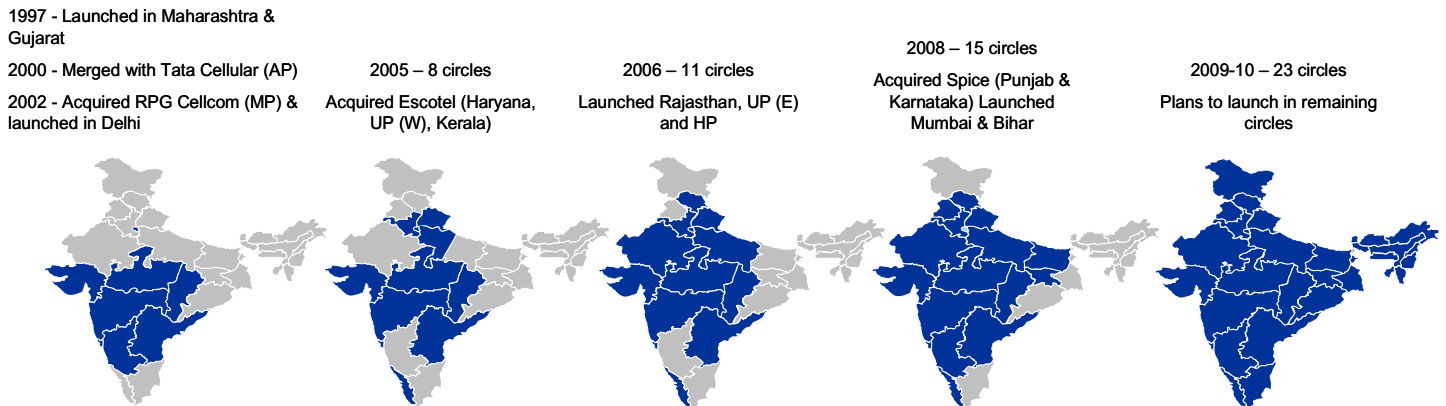 1997 - Launched in Maharashtra &
Gujarat
2000 - Merged with Tata Cellular (AP)
2002 - Acquired RPG Cellcom (MP) &
launched in Delhi
2005 – 8 circles
Acquired Escotel (Haryana,
UP (W), Kerala)
2006 – 11 circles
Launched Rajasthan, UP (E)
and HP
2008 – 15 circles
Acquired Spice (Punjab &
Karnataka) Launched
Mumbai & Bihar
2009-10 – 23 circles
Plans to launch in remaining
circles